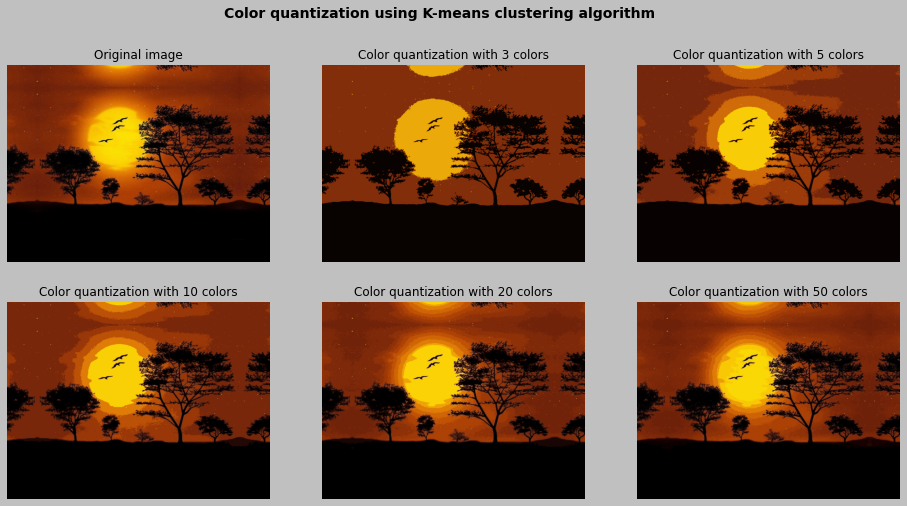 Color quantization using K-means clustering algorithm
Original image
Color quantization with 3 colors
Color quantization with 5 colors
Color quantization with 10 colors
Color quantization with 20 colors
Color quantization with 50 colors